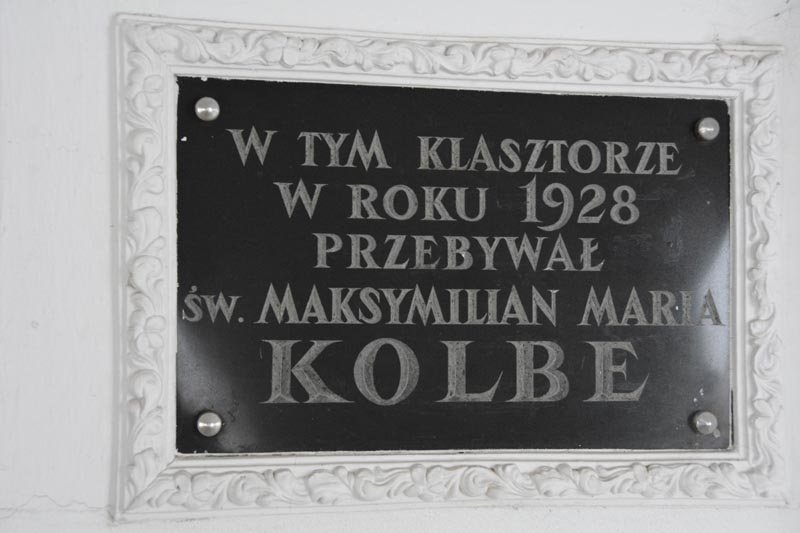 W TYM KLASZTORZE
W ROKU 1928
PRZEBYWAŁ
ŚW. MAKSYMILIAN MARIA
KOLBE